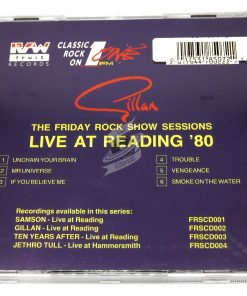 RAW
fruit
RECORDS
CLASSIC
ROCK
ON
1
FM
Gillan
THE FRIDAY ROCK SHOW SESSIONS
LIVE AT READING '80
1 UNCHAIN YOUR BRAIN
2 MR UNIVERSE
3 IF YOU BELIEVE ME
4 TROUBLE
5 VENGEANCE
6 SMOKE ON THE WATER
Recordings available in this series:
SAMSON - Live at Reading FRSCD001
GILLAN - Live at Reading FRSCD002
TEN YEARS AFTER - Live at Reading FRSCD003
JETHRO TULL - Live at Hammersmith FRSCD004